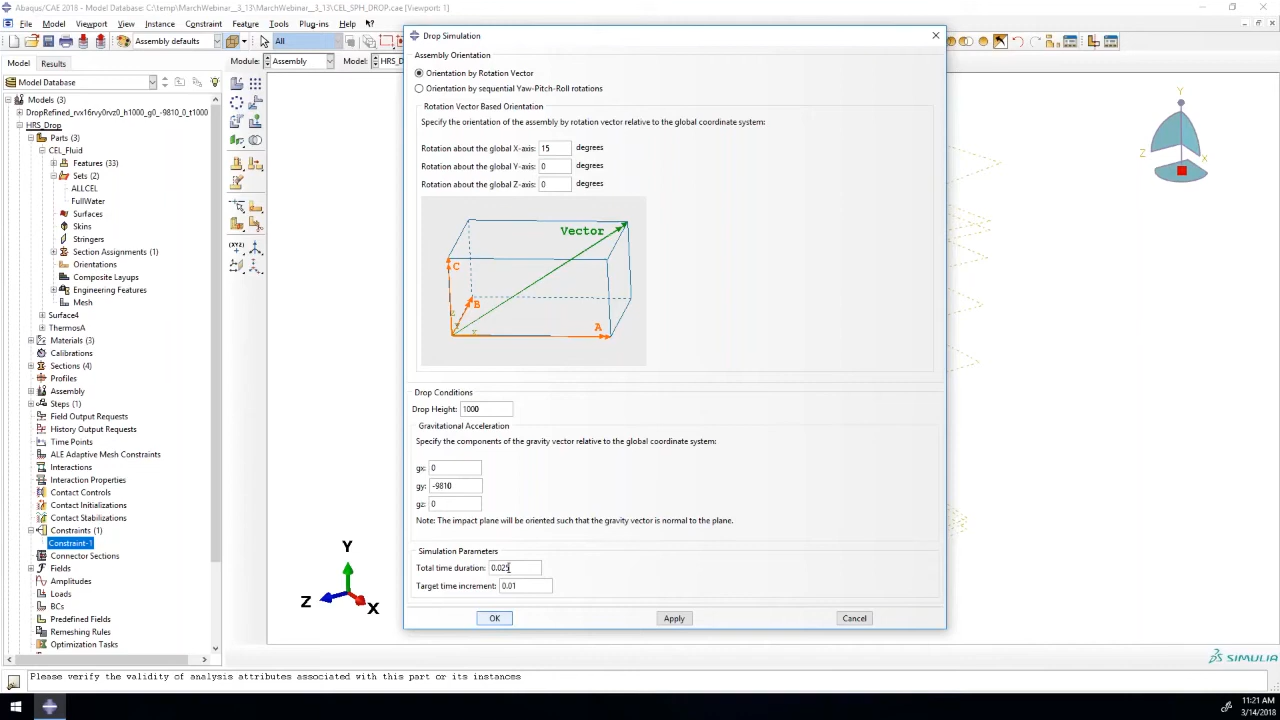 Abaqus/CAE 2018 - Model Database: C:\temp\MarchWebinar__3_13\CEL_SPH_DROP.cae [Viewport: 1]
File Model Viewport View Instance Constraint Feature Tools Plug-ins Help
Assembly defaults All
Model Results Module: Assembly Model: HRS_Dr
Model Database
Models (3)
DropRefined_rvx16rvy0rvz0_h1000_g0_-9810_0_t1000
HRS_Drop
Parts (3)
CEL_Fluid
Features (33)
Sets (2)
ALLCEL
FullWater
Surfaces
Skins
Stringers
Section Assignments (1)
Orientations
Composite Layups
Engineering Features
Mesh
Surface4
ThermosA
Materials (3)
Calibrations
Sections (4)
Profiles
Assembly
Steps (1)
Field Output Requests
History Output Requests
Time Points
ALE Adaptive Mesh Constraints
Interactions
Interaction Properties
Contact Controls
Contact Initializations
Contact Stabilizations
Constraints (1)
Constraint-1
Connector Sections
Fields
Amplitudes
Loads
BCs
Predefined Fields
Remeshing Rules
Optimization Tasks
(XYZ)
Y
Z
X
Drop Simulation
Assembly Orientation
Orientation by Rotation Vector
Orientation by sequential Yaw-Pitch-Roll rotations
Rotation Vector Based Orientation
Specify the orientation of the assembly by rotation vector relative to the global coordinate system:
Rotation about the global X-axis: 15 degrees
Rotation about the global Y-axis: 0 degrees
Rotation about the global Z-axis: 0 degrees
Vector
C
B
A
Drop Conditions
Drop Height: 1000
Gravitational Acceleration
Specify the components of the gravity vector relative to the global coordinate system:
gx: 0
gy: -9810
gz: 0
Note: The impact plane will be oriented such that the gravity vector is normal to the plane.
Simulation Parameters
Total time duration: 0.025
Target time increment: 0.01
OK Apply Cancel
Y
Z X
SIMULIA
Please verify the validity of analysis attributes associated with this part or its instances
11:21 AM
3/14/2018